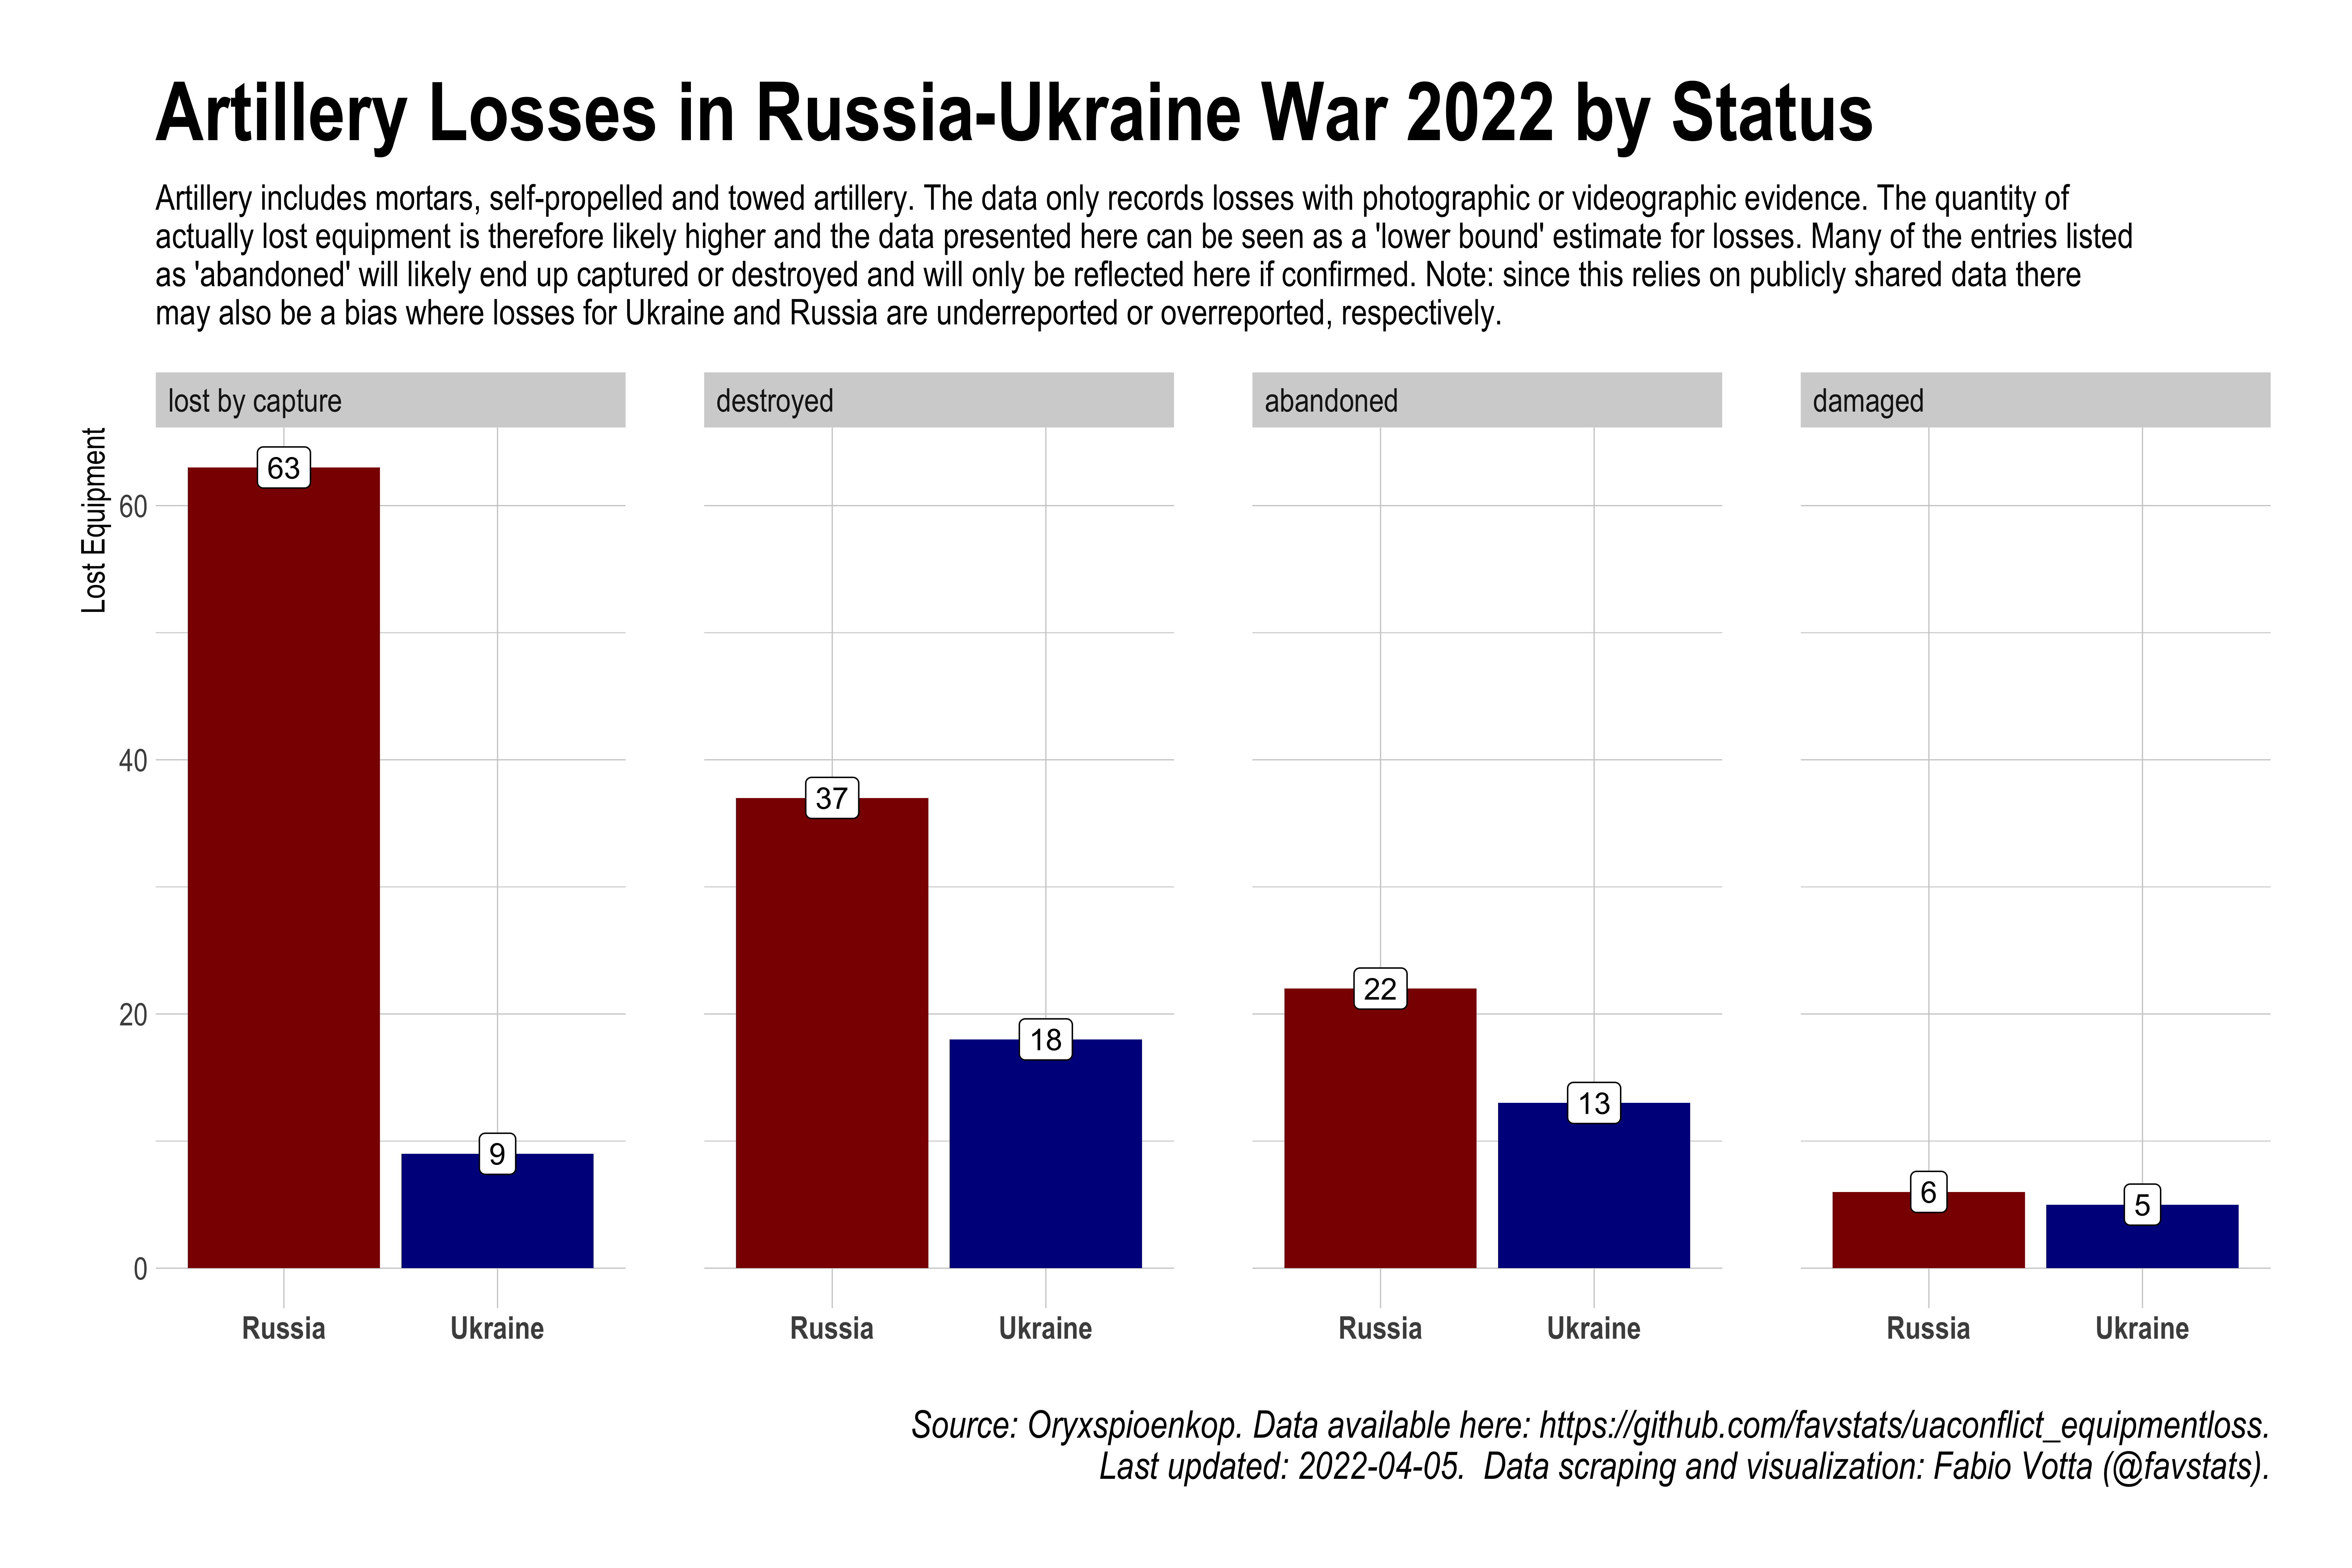 Artillery Losses in Russia-Ukraine War 2022 by Status
Artillery includes mortars, self-propelled and towed artillery. The data only records losses with photographic or videographic evidence. The quantity of
actually lost equipment is therefore likely higher and the data presented here can be seen as a 'lower bound' estimate for losses. Many of the entries listed
as 'abandoned' will likely end up captured or destroyed and will only be reflected here if confirmed. Note: since this relies on publicly shared data there
may also be a bias where losses for Ukraine and Russia are underreported or overreported, respectively.
lost by capture
destroyed
abandoned
damaged
Lost Equipment
60
40
20
0
63
9
37
18
22
13
6
5
Russia
Ukraine
Russia
Ukraine
Russia
Ukraine
Russia
Ukraine
Source: Oryxspioenkop. Data available here: https://github.com/favstats/uaconflict_equipmentloss.
Last updated: 2022-04-05.  Data scraping and visualization: Fabio Votta (@favstats).